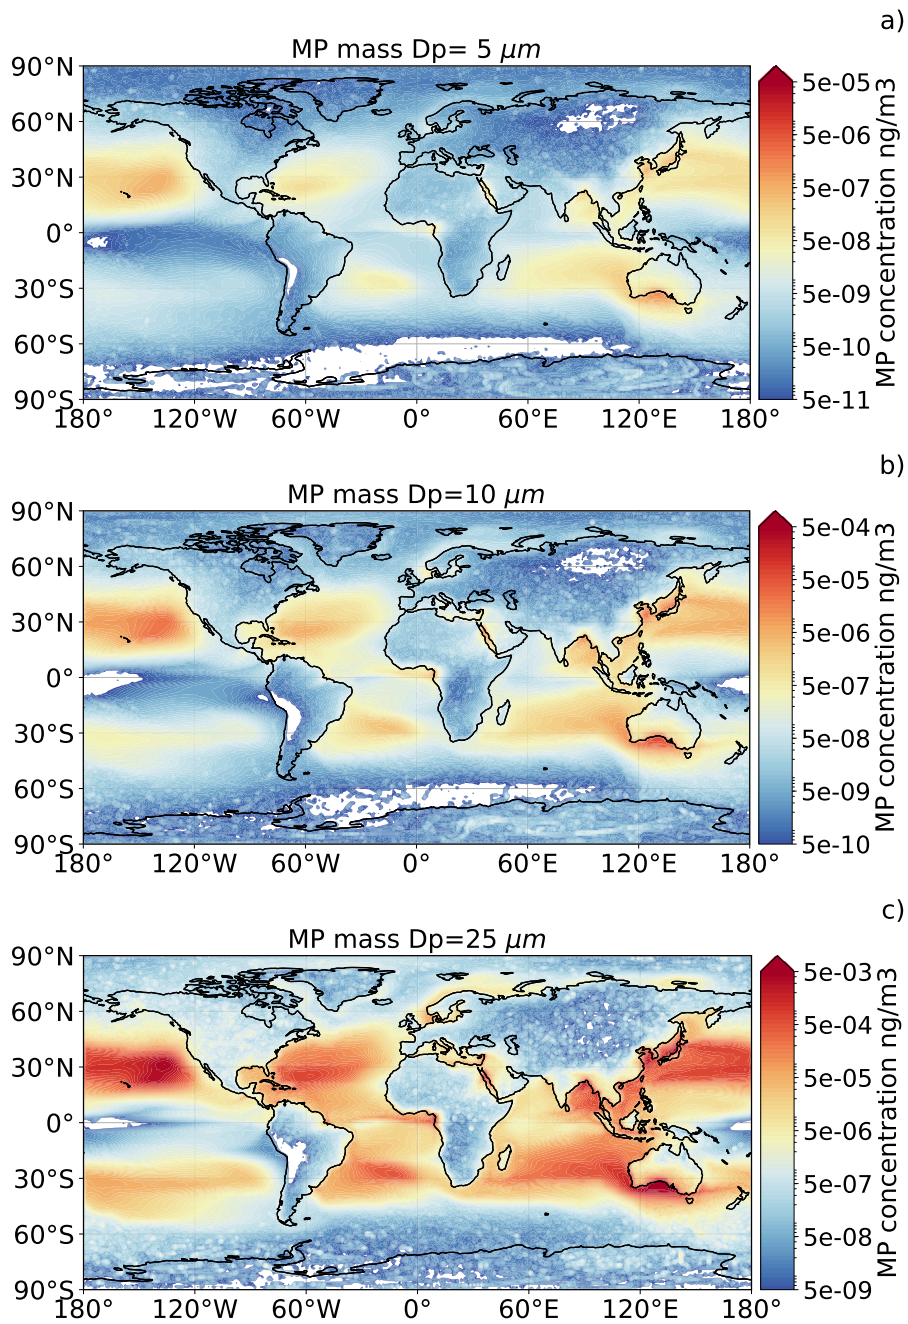 a)
MP mass Dp= 5 μm
90°N
60°N
30°N
0°
30°S
60°S
90°S
180°
120°W
60°W
0°
60°E
120°E
180°
5e-05
5e-06
5e-07
5e-08
5e-09
5e-10
5e-11
MP concentration ng/m3
b)
MP mass Dp=10 μm
90°N
60°N
30°N
0°
30°S
60°S
90°S
180°
120°W
60°W
0°
60°E
120°E
180°
5e-04
5e-05
5e-06
5e-07
5e-08
5e-09
5e-10
MP concentration ng/m3
c)
MP mass Dp=25 μm
90°N
60°N
30°N
0°
30°S
60°S
90°S
180°
120°W
60°W
0°
60°E
120°E
180°
5e-03
5e-04
5e-05
5e-06
5e-07
5e-08
5e-09
MP concentration ng/m3